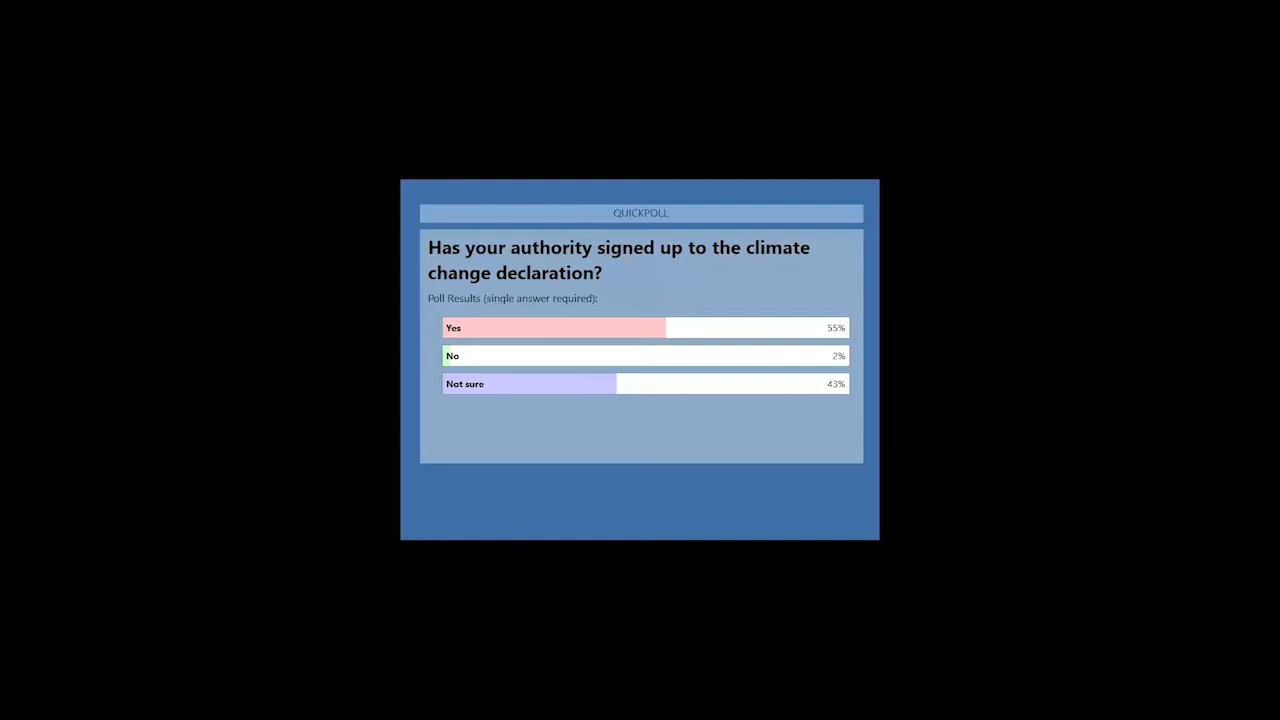 QUICKPOLL
Has your authority signed up to the climate
change declaration?
Poll Results (single answer required):
Yes 55%
No 2%
Not sure 43%